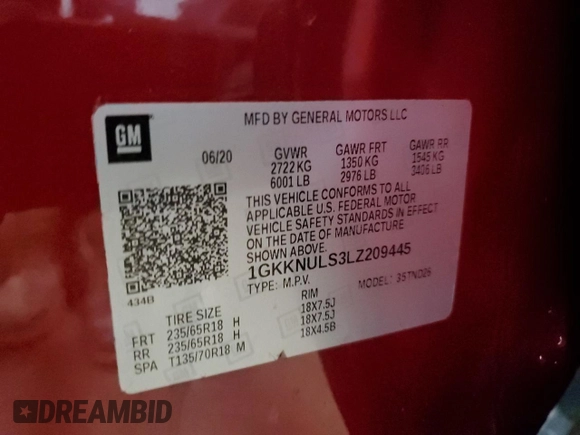 GM
MFD BY GENERAL MOTORS LLC
06/20
GVWR GAWR FRT GAWR RR
2722 KG 1350 KG 1545 KG
6001 LB 2976 LB 3406 LB
THIS VEHICLE CONFORMS TO ALL
APPLICABLE U.S. FEDERAL MOTOR
VEHICLE SAFETY STANDARDS IN EFFECT
ON THE DATE OF MANUFACTURE
SHOWN ABOVE.
1GKKNULS3LZ209445
TYPE: M.P.V. MODEL:
434B
TIRE SIZE RIM
FRT 235/65R18 H 18X7.5J
RR 235/65R18 H 18X7.5J
SPA T135/70R18 M 18X4.5B
DREAMBID